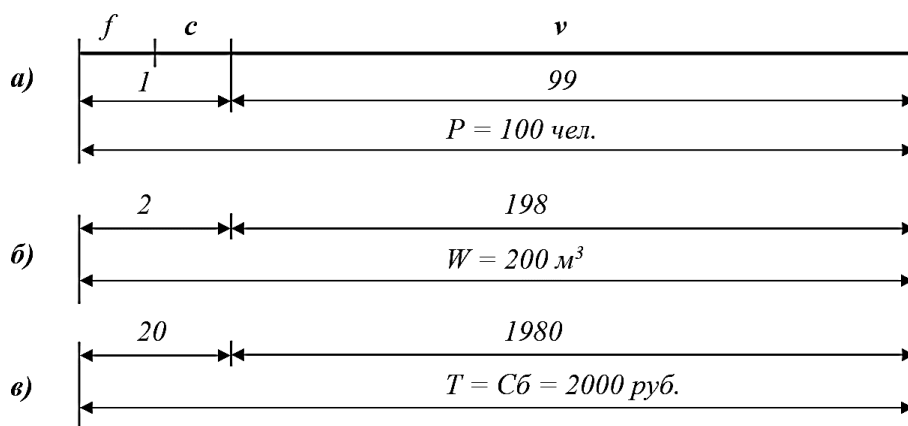 f c v
а)
1 99
P = 100 чел.
2 198
б)
W = 200 м³
20 1980
в)
T = Сб = 2000 руб.